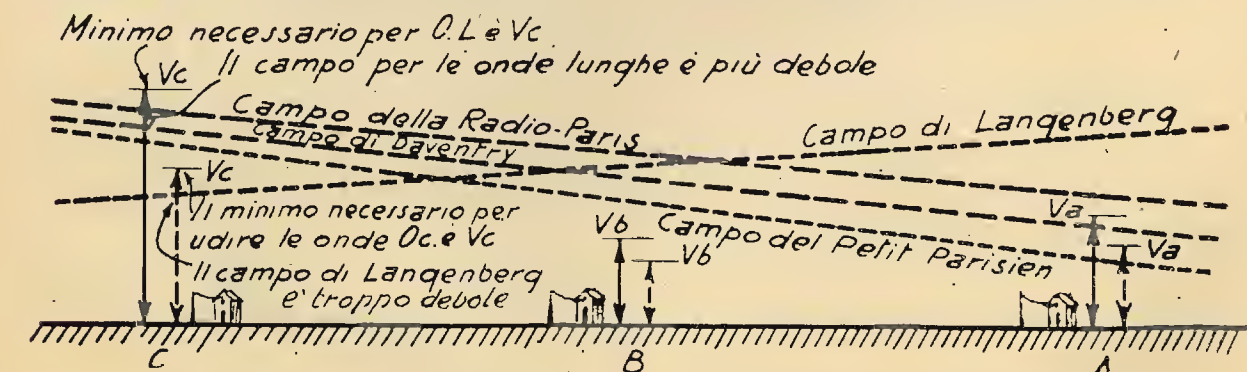 Minimo necessario per O.L è Vc
Vc
Il campo per le onde lunghe è più debole
Campo della Radio-Paris
Campo di Langenberg
Campo di Daventry
Vc
Il minimo necessario per
udire le onde Oc. è Vc
Il campo di Langenberg
è troppo debole
Vb
Vb
Campo del Petit Parisien
Va
Va
C
B
A